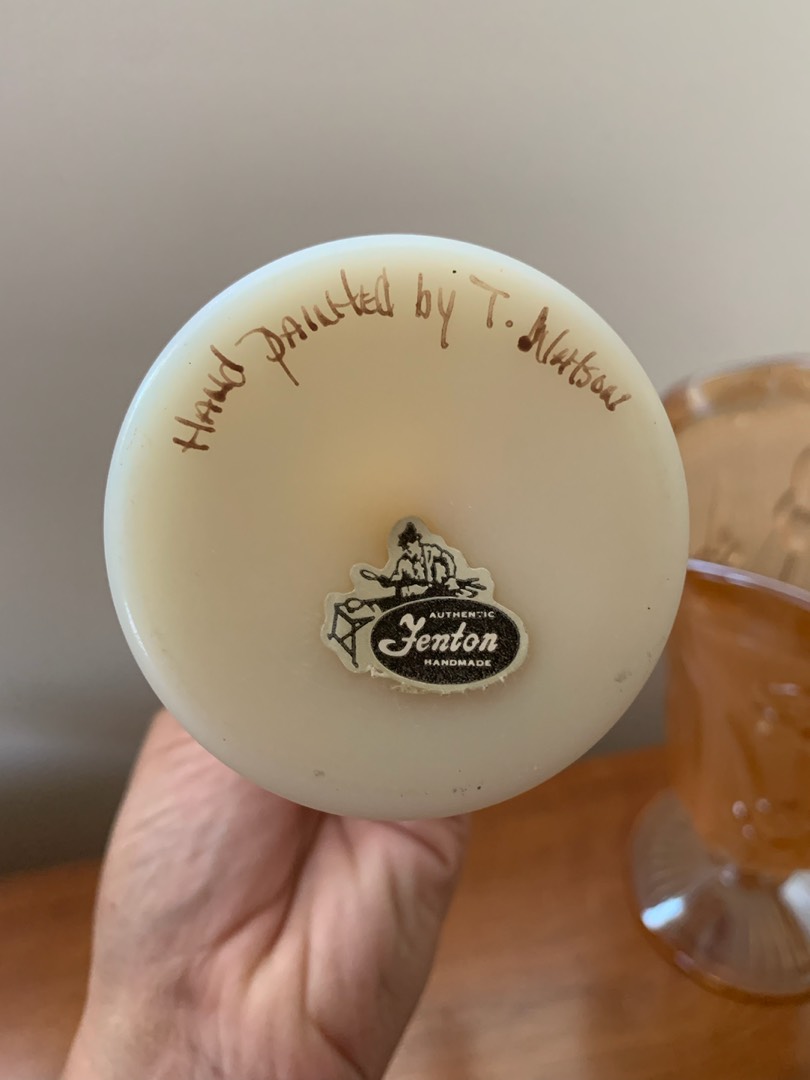 Hand painted by T. Watson
AUTHENTIC
Fenton
HANDMADE